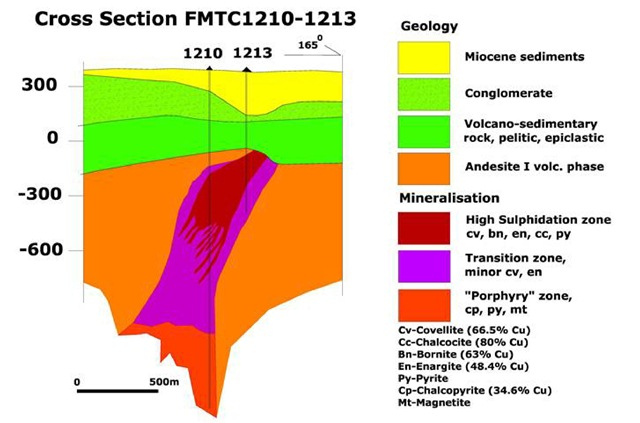 Cross Section FMTC1210-1213
1210 1213 165⁰
300
0
-300
-600
0 500m
Geology
Miocene sediments
Conglomerate
Volcano-sedimentary
rock, pelitic, epiclastic
Andesite I volc. phase
Mineralisation
High Sulphidation zone
cv, bn, en, cc, py
Transition zone,
minor cv, en
"Porphyry" zone,
cp, py, mt
Cv-Covellite (66.5% Cu)
Cc-Chalcocite (80% Cu)
Bn-Bornite (63% Cu)
En-Enargite (48.4% Cu)
Py-Pyrite
Cp-Chalcopyrite (34.6% Cu)
Mt-Magnetite